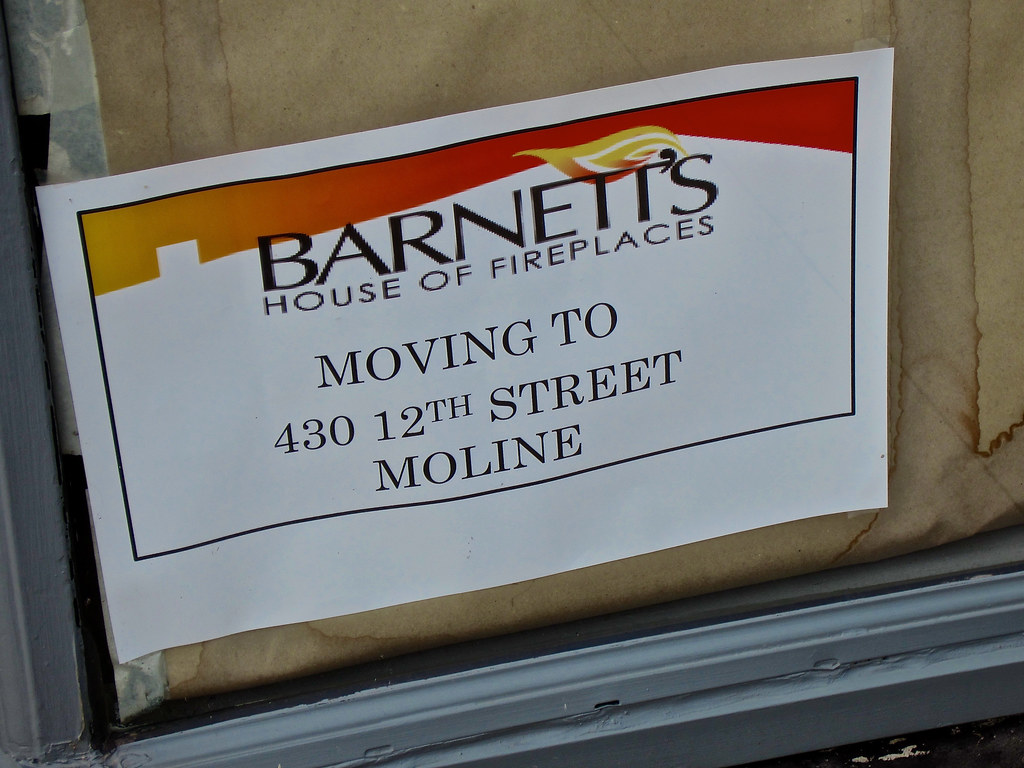 BARNETT'S
HOUSE OF FIREPLACES
MOVING TO
430 12TH STREET
MOLINE